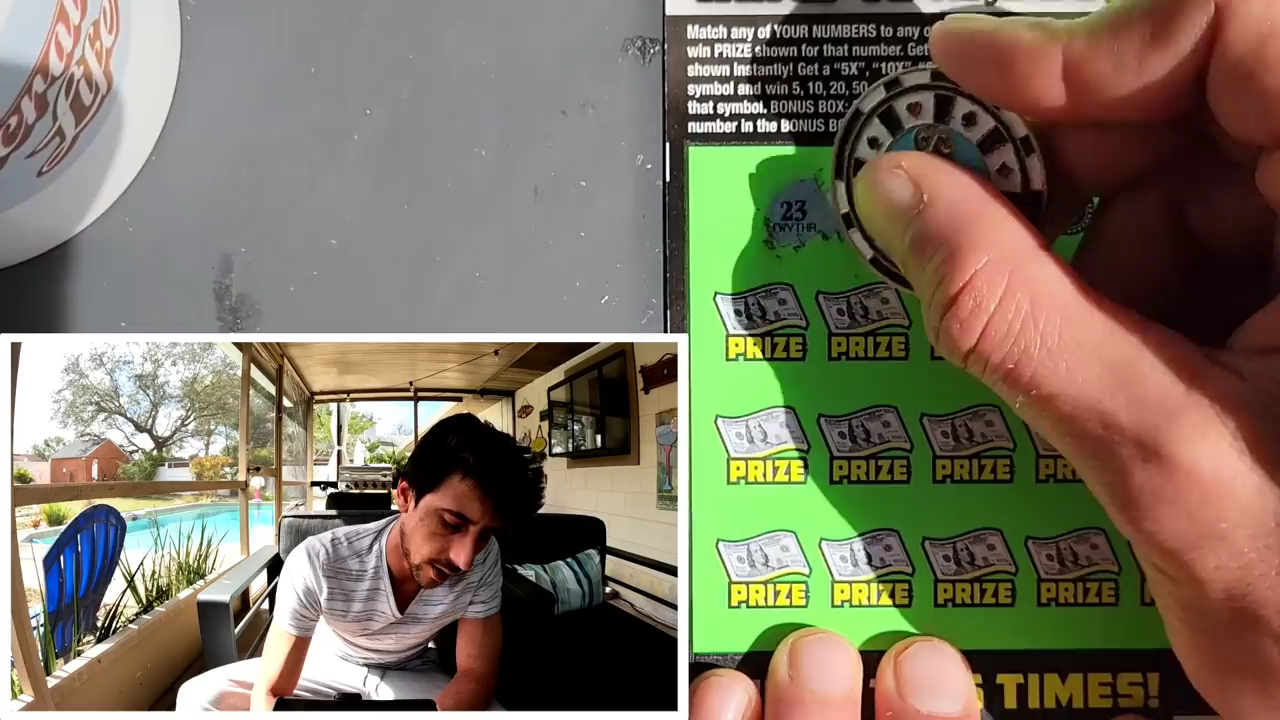 Life
Match any of YOUR NUMBERS to any o
win PRIZE shown for that number. Get
shown Instantly! Get a "5X", "10X",
symbol and win 5, 10, 20, 50
that symbol. BONUS BOX:
number in the BONUS B
23
TWYTHR
PRIZE PRIZE
PRIZE PRIZE PRIZE PR
PRIZE PRIZE PRIZE PRIZE
TIMES!